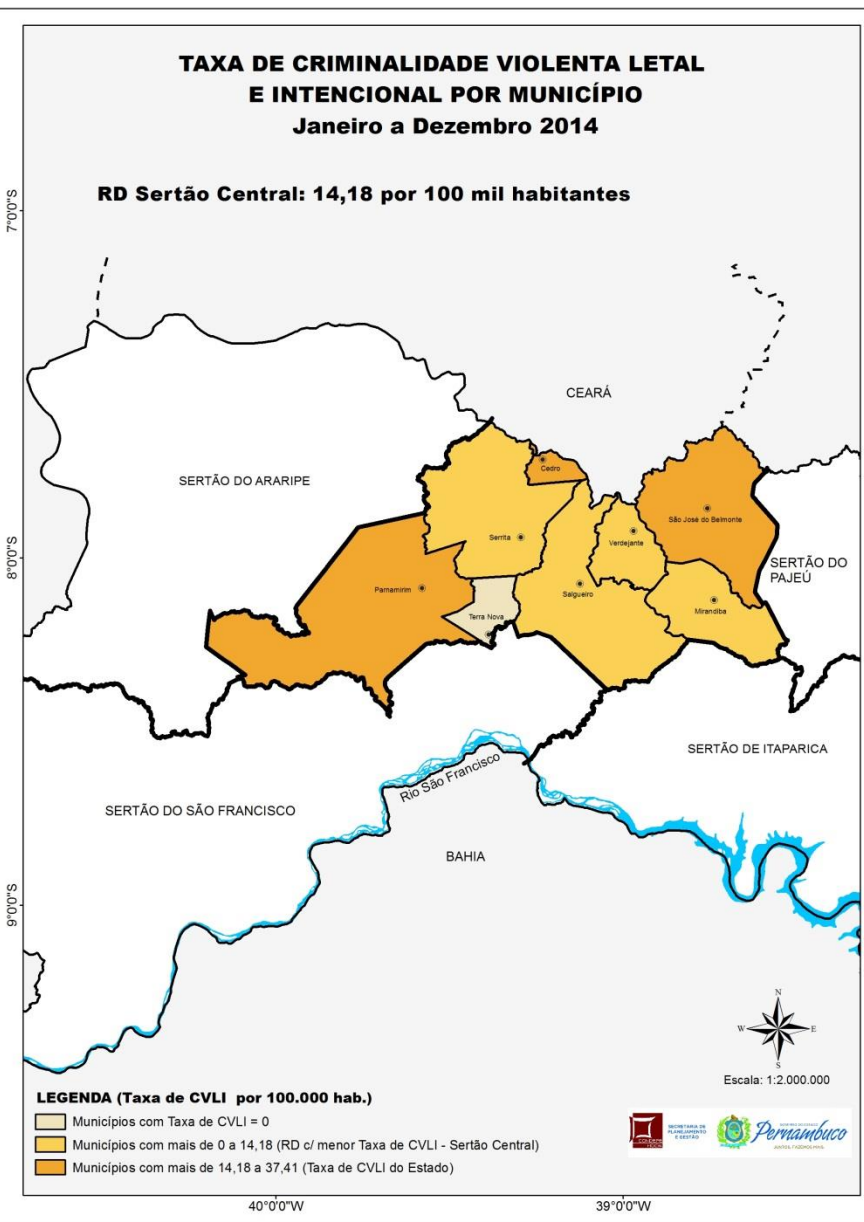 TAXA DE CRIMINALIDADE VIOLENTA LETAL
E INTENCIONAL POR MUNICÍPIO
Janeiro a Dezembro 2014
RD Sertão Central: 14,18 por 100 mil habitantes
7°0'0"S
CEARÁ
SERTÃO DO ARARIPE
Cedro
São José do Belmonte
Serrita
Verdejante
8°0'0"S
SERTÃO DO
PAJEÚ
Parnamirim
Salgueiro
Mirandiba
Terra Nova
SERTÃO DE ITAPARICA
Rio São Francisco
SERTÃO DO SÃO FRANCISCO
BAHIA
9°0'0"S
N
W
E
S
Escala: 1:2.000.000
LEGENDA (Taxa de CVLI por 100.000 hab.)
Municípios com Taxa de CVLI = 0
Municípios com mais de 0 a 14,18 (RD c/ menor Taxa de CVLI - Sertão Central)
Municípios com mais de 14,18 a 37,41 (Taxa de CVLI do Estado)
SECRETARIA DE
PLANEJAMENTO
E GESTÃO
Pernambuco
40°0'0"W
39°0'0"W